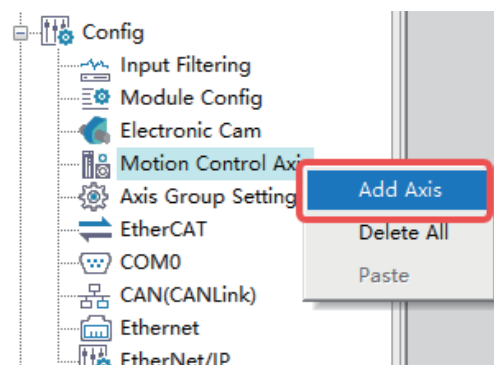 Config
Input Filtering
Module Config
Electronic Cam
Motion Control Axi
Add Axis
Axis Group Setting
Delete All
EtherCAT
Paste
COM0
CAN(CANLink)
Ethernet
EtherNet/IP